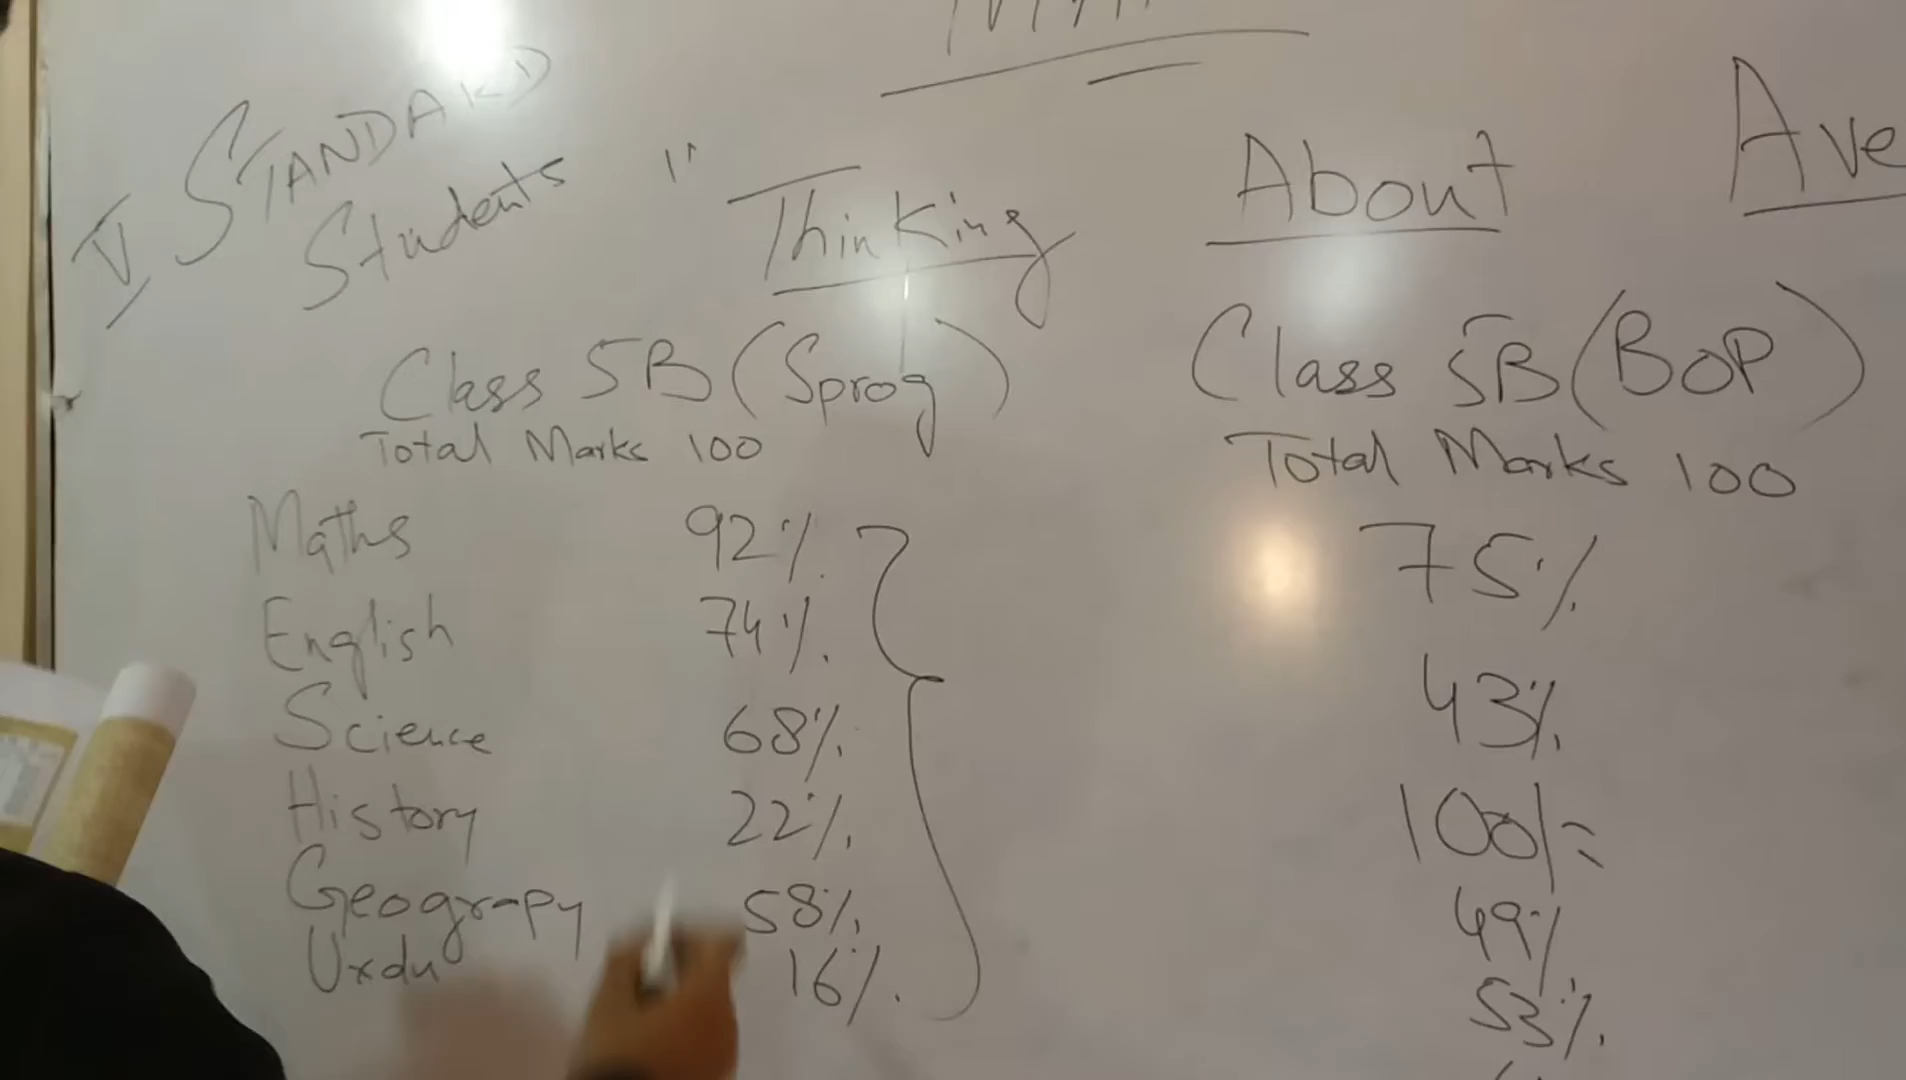 V STANDARD
Students " Thinking About Ave
Class 5B (Sprog) Class 5B (BOP)
Total Marks 100 Total Marks 100
Maths 92% 75%
English 74% 43%
Science 68% 100/=
History 22% 49%
Geograpy 58% 53%
Urdu 16%